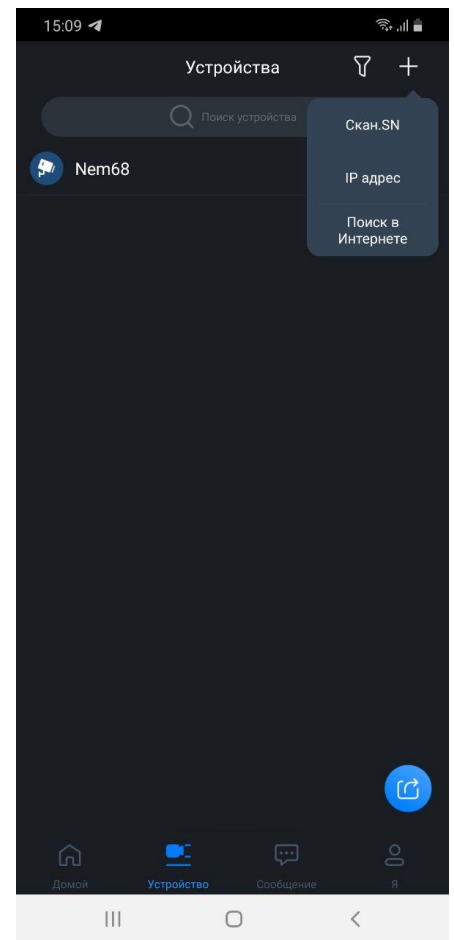 15:09
Устройства
Поиск устройства
Скан.SN
Nem68
IP адрес
Поиск в
Интернете
Домой
Устройство
Сообщение
Я